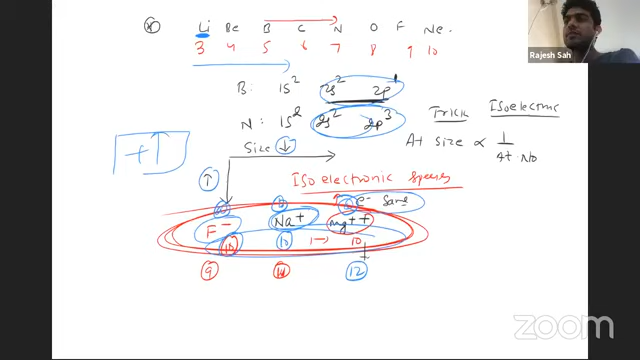 Li Be B C N O F Ne
3 4 5 6 7 8 9 10
Rajesh Sah
B: 1s² 2s² 2p¹
N: 1s² 2s² 2p³
Trick Isoelectronic
At size ∝ 1
At No
+↑
Size ↓
↑
Isoelectronic species
e⁻ same
F⁻ Na⁺ Mg⁺⁺
10 10 10
9 11 12
zoom